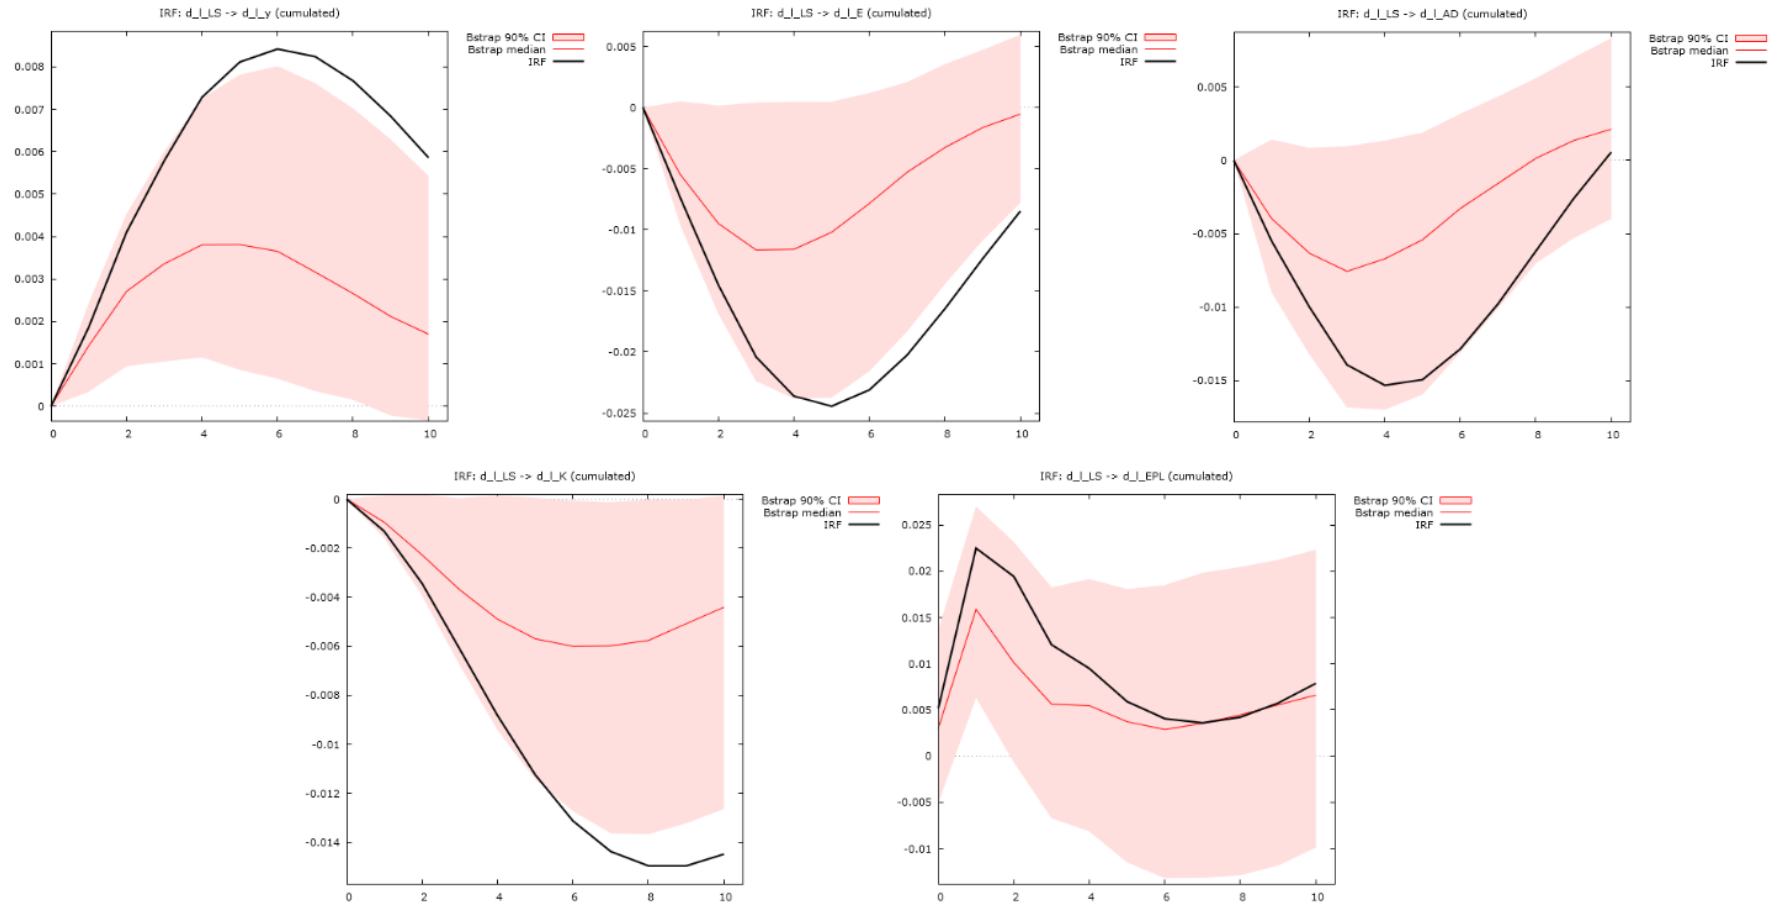 IRF: d_l_LS -> d_l_y (cumulated)
Bstrap 90% CI
Bstrap median
IRF
0.008
0.007
0.006
0.005
0.004
0.003
0.002
0.001
0
0 2 4 6 8 10
IRF: d_l_LS -> d_l_E (cumulated)
Bstrap 90% CI
Bstrap median
IRF
0.005
0
-0.005
-0.01
-0.015
-0.02
-0.025
0 2 4 6 8 10
IRF: d_l_LS -> d_l_AD (cumulated)
Bstrap 90% CI
Bstrap median
IRF
0.005
0
-0.005
-0.01
-0.015
0 2 4 6 8 10
IRF: d_l_LS -> d_l_K (cumulated)
Bstrap 90% CI
Bstrap median
IRF
0
-0.002
-0.004
-0.006
-0.008
-0.01
-0.012
-0.014
0 2 4 6 8 10
IRF: d_l_LS -> d_l_EPL (cumulated)
Bstrap 90% CI
Bstrap median
IRF
0.025
0.02
0.015
0.01
0.005
0
-0.005
-0.01
0 2 4 6 8 10